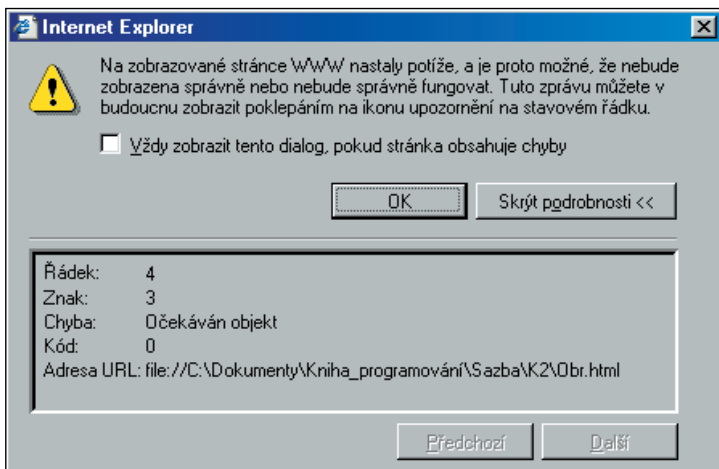 Internet Explorer
Na zobrazované stránce WWW nastaly potíže, a je proto možné, že nebude
zobrazena správně nebo nebude správně fungovat. Tuto zprávu můžete v
budoucnu zobrazit poklepáním na ikonu upozornění na stavovém řádku.
Vždy zobrazit tento dialog, pokud stránka obsahuje chyby
OK Skrýt podrobnosti <<
Řádek: 4
Znak: 3
Chyba: Očekáván objekt
Kód: 0
Adresa URL: file://C:\Dokumenty\Kniha_programování\Sazba\K2\Obr.html
Předchozí Další